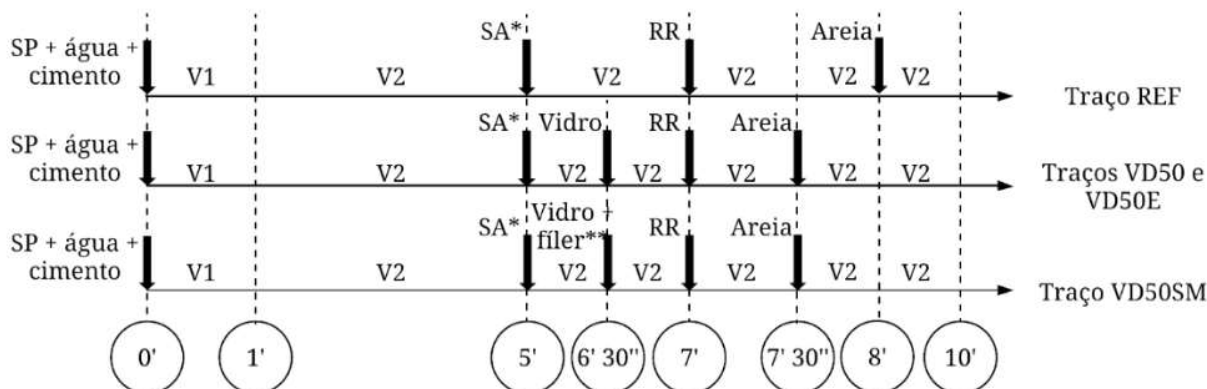 SP + água + cimento
V1
V2
SA*
V2
RR
V2
Areia
V2
V2
Traço REF
SP + água + cimento
V1
V2
SA*
V2
Vidro
V2
RR
V2
Areia
V2
V2
Traços VD50 e
VD50E
SP + água + cimento
V1
V2
SA*
V2
Vidro +
fíler**
V2
RR
V2
Areia
V2
V2
Traço VD50SM
0'
1'
5'
6' 30"
7'
7' 30"
8'
10'